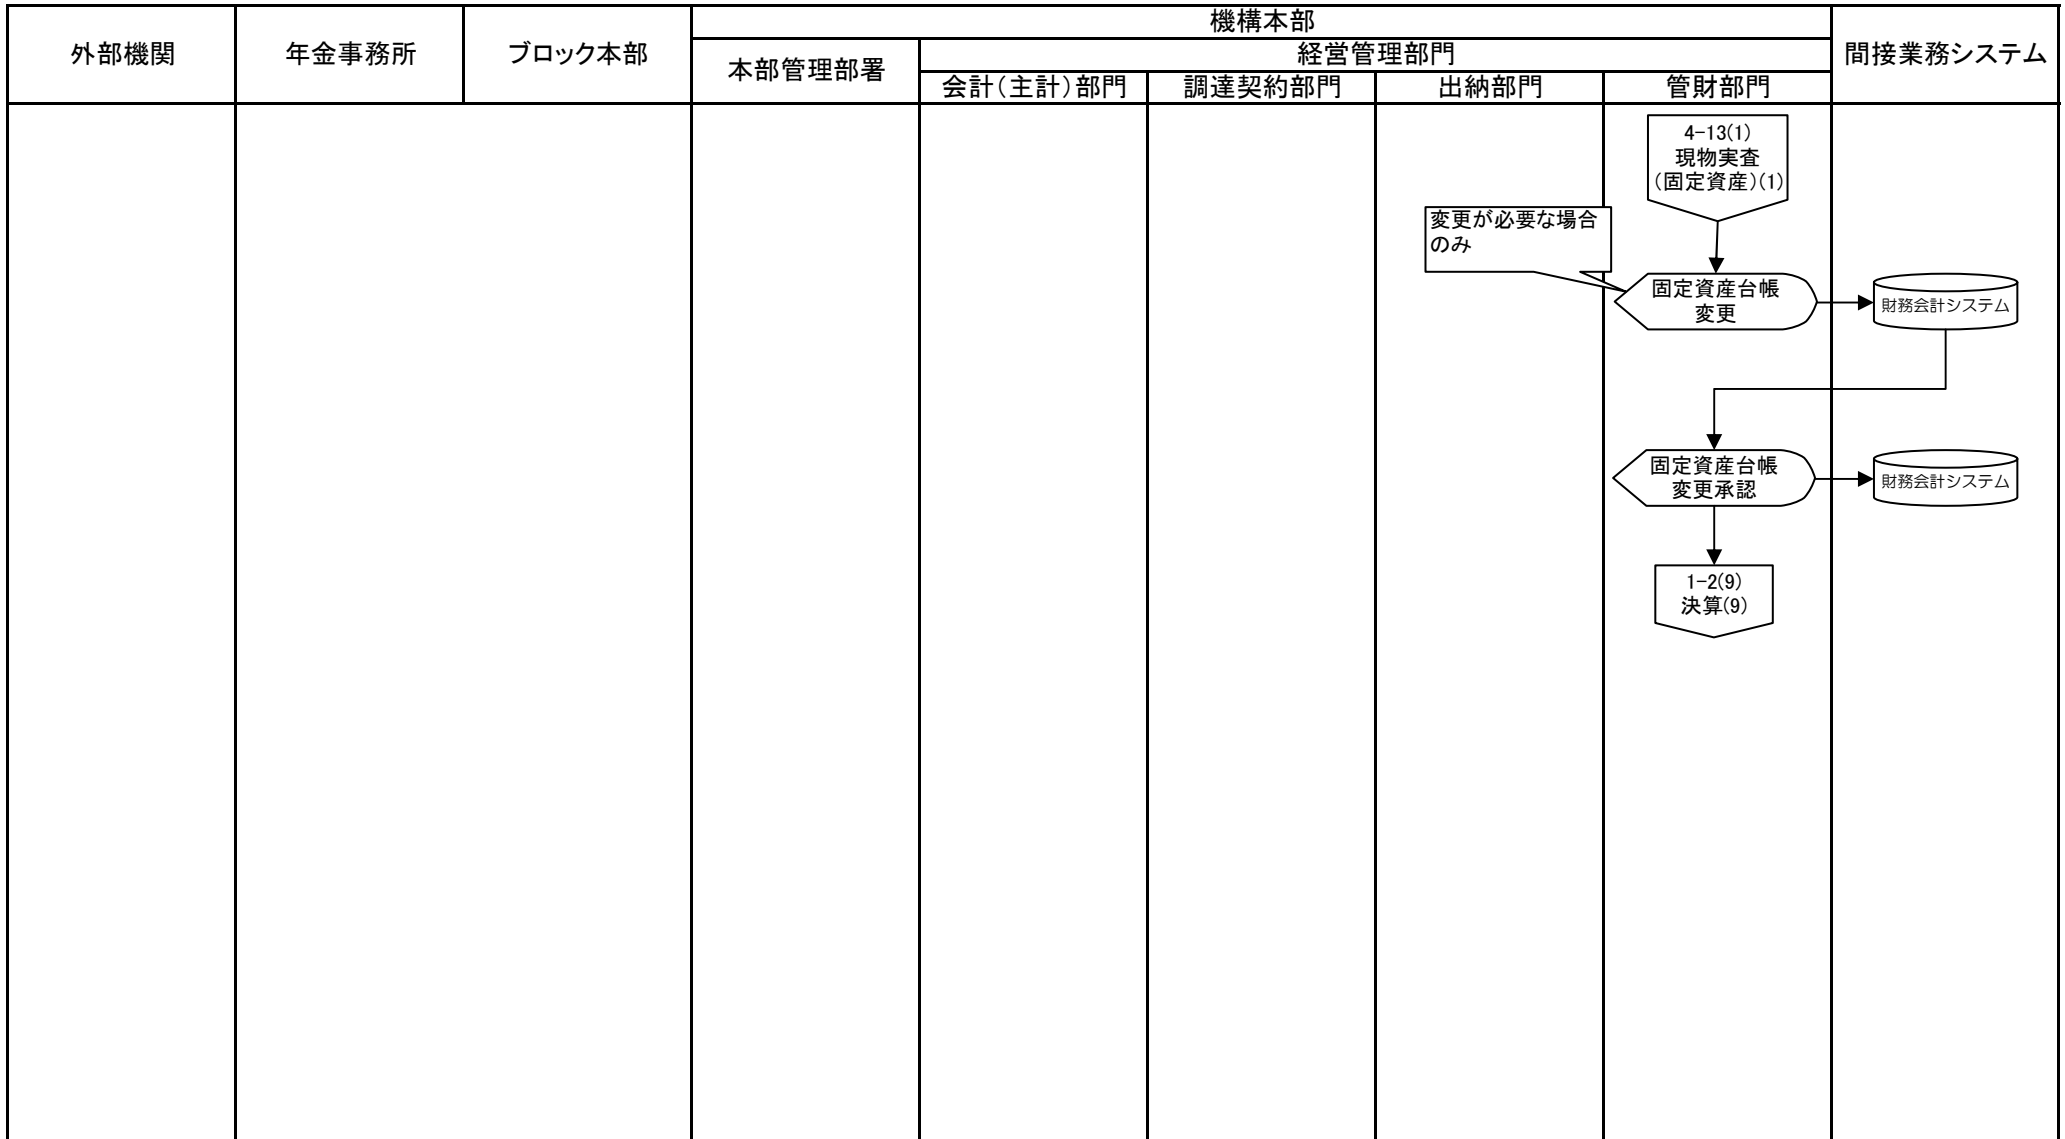 外部機関
年金事務所
ブロック本部
機構本部
本部管理部署
経営管理部門
会計(主計)部門
調達契約部門
出納部門
管財部門
間接業務システム
4-13(1)
現物実査
(固定資産)(1)
変更が必要な場合
のみ
固定資産台帳
変更
財務会計システム
固定資産台帳
変更承認
財務会計システム
1-2(9)
決算(9)